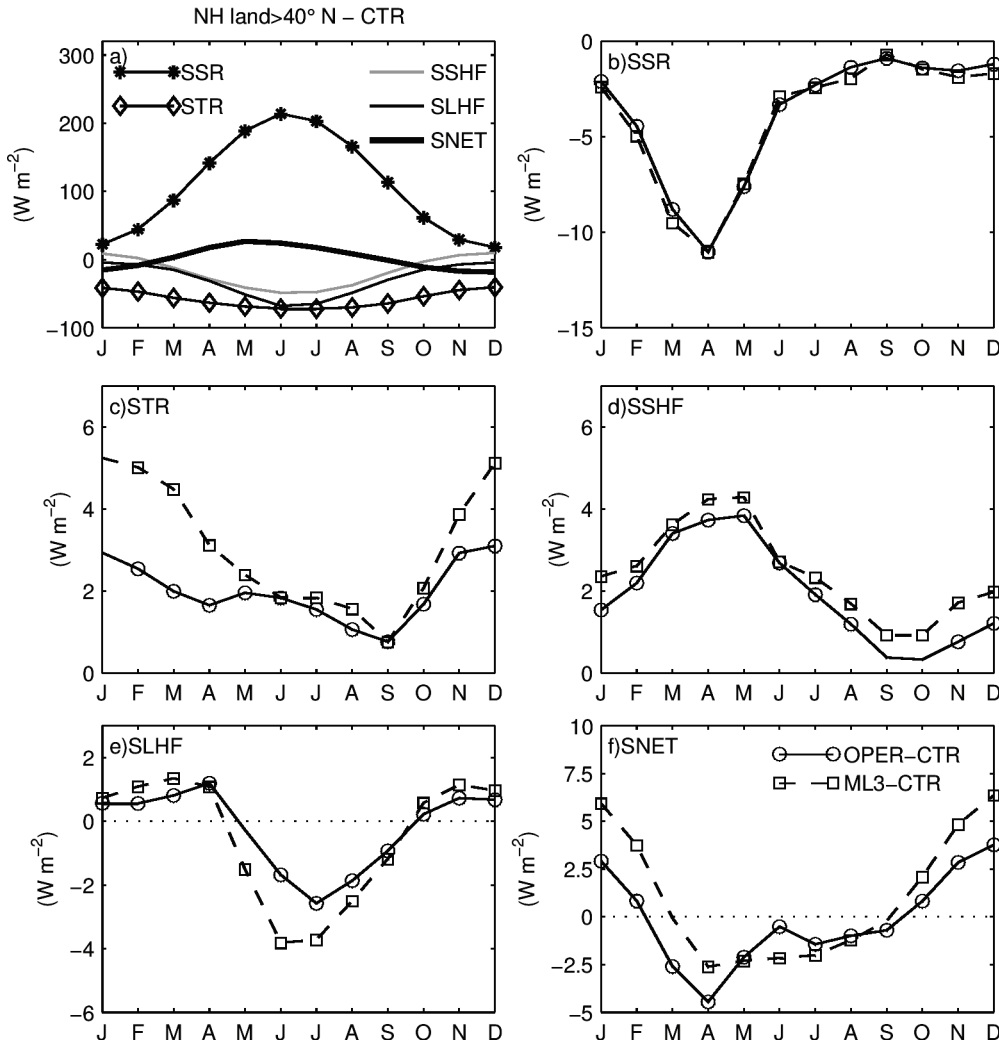 NH land>40° N − CTR
a)
SSR
STR
SSHF
SLHF
SNET
300
200
100
0
−100
(W m−2)
J F M A M J J A S O N D
b)SSR
0
−5
−10
−15
(W m−2)
J F M A M J J A S O N D
c)STR
6
4
2
0
(W m−2)
J F M A M J J A S O N D
d)SSHF
6
4
2
0
(W m−2)
J F M A M J J A S O N D
e)SLHF
2
0
−2
−4
−6
(W m−2)
J F M A M J J A S O N D
f)SNET
OPER−CTR
ML3−CTR
10
7.5
5
2.5
0
−2.5
−5
(W m−2)
J F M A M J J A S O N D